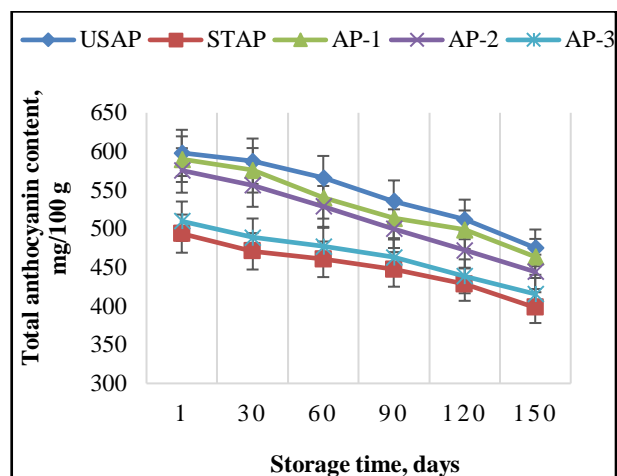 USAP STAP AP-1 AP-2 AP-3
Total anthocyanin content,
mg/100 g
650
600
550
500
450
400
350
300
1 30 60 90 120 150
Storage time, days